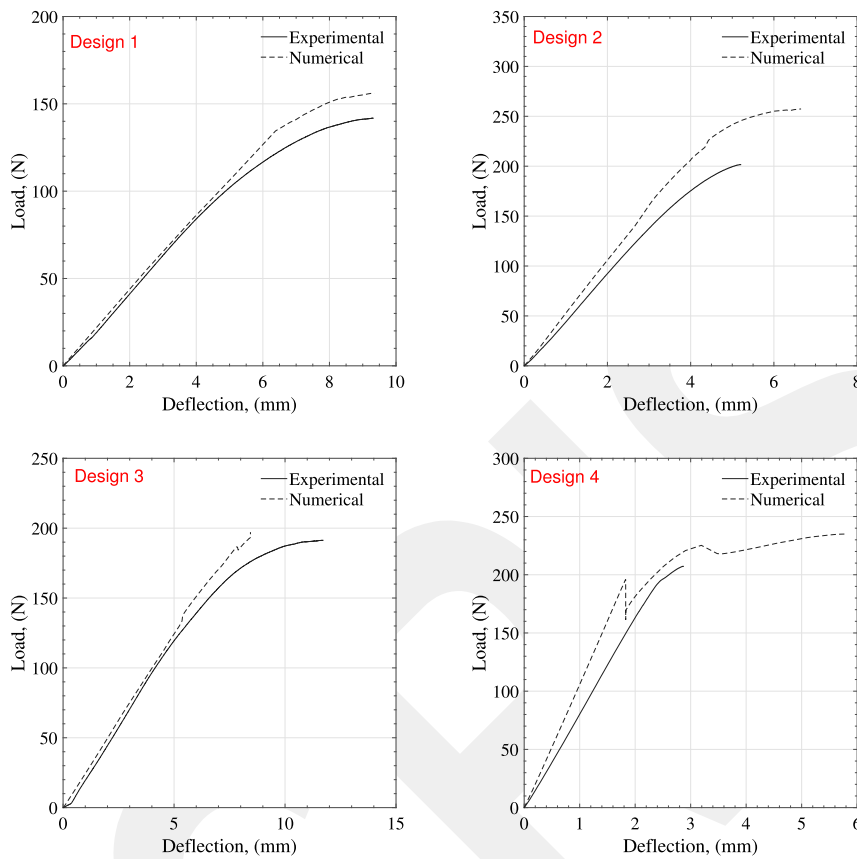 Design 1
Experimental
Numerical
200
150
100
50
0
0 2 4 6 8 10
Load, (N)
Deflection, (mm)
Design 2
Experimental
Numerical
350
300
250
200
150
100
50
0
0 2 4 6 8
Load, (N)
Deflection, (mm)
Design 3
Experimental
Numerical
250
200
150
100
50
0
0 5 10 15
Load, (N)
Deflection, (mm)
Design 4
Experimental
Numerical
300
250
200
150
100
50
0
0 1 2 3 4 5 6
Load, (N)
Deflection, (mm)